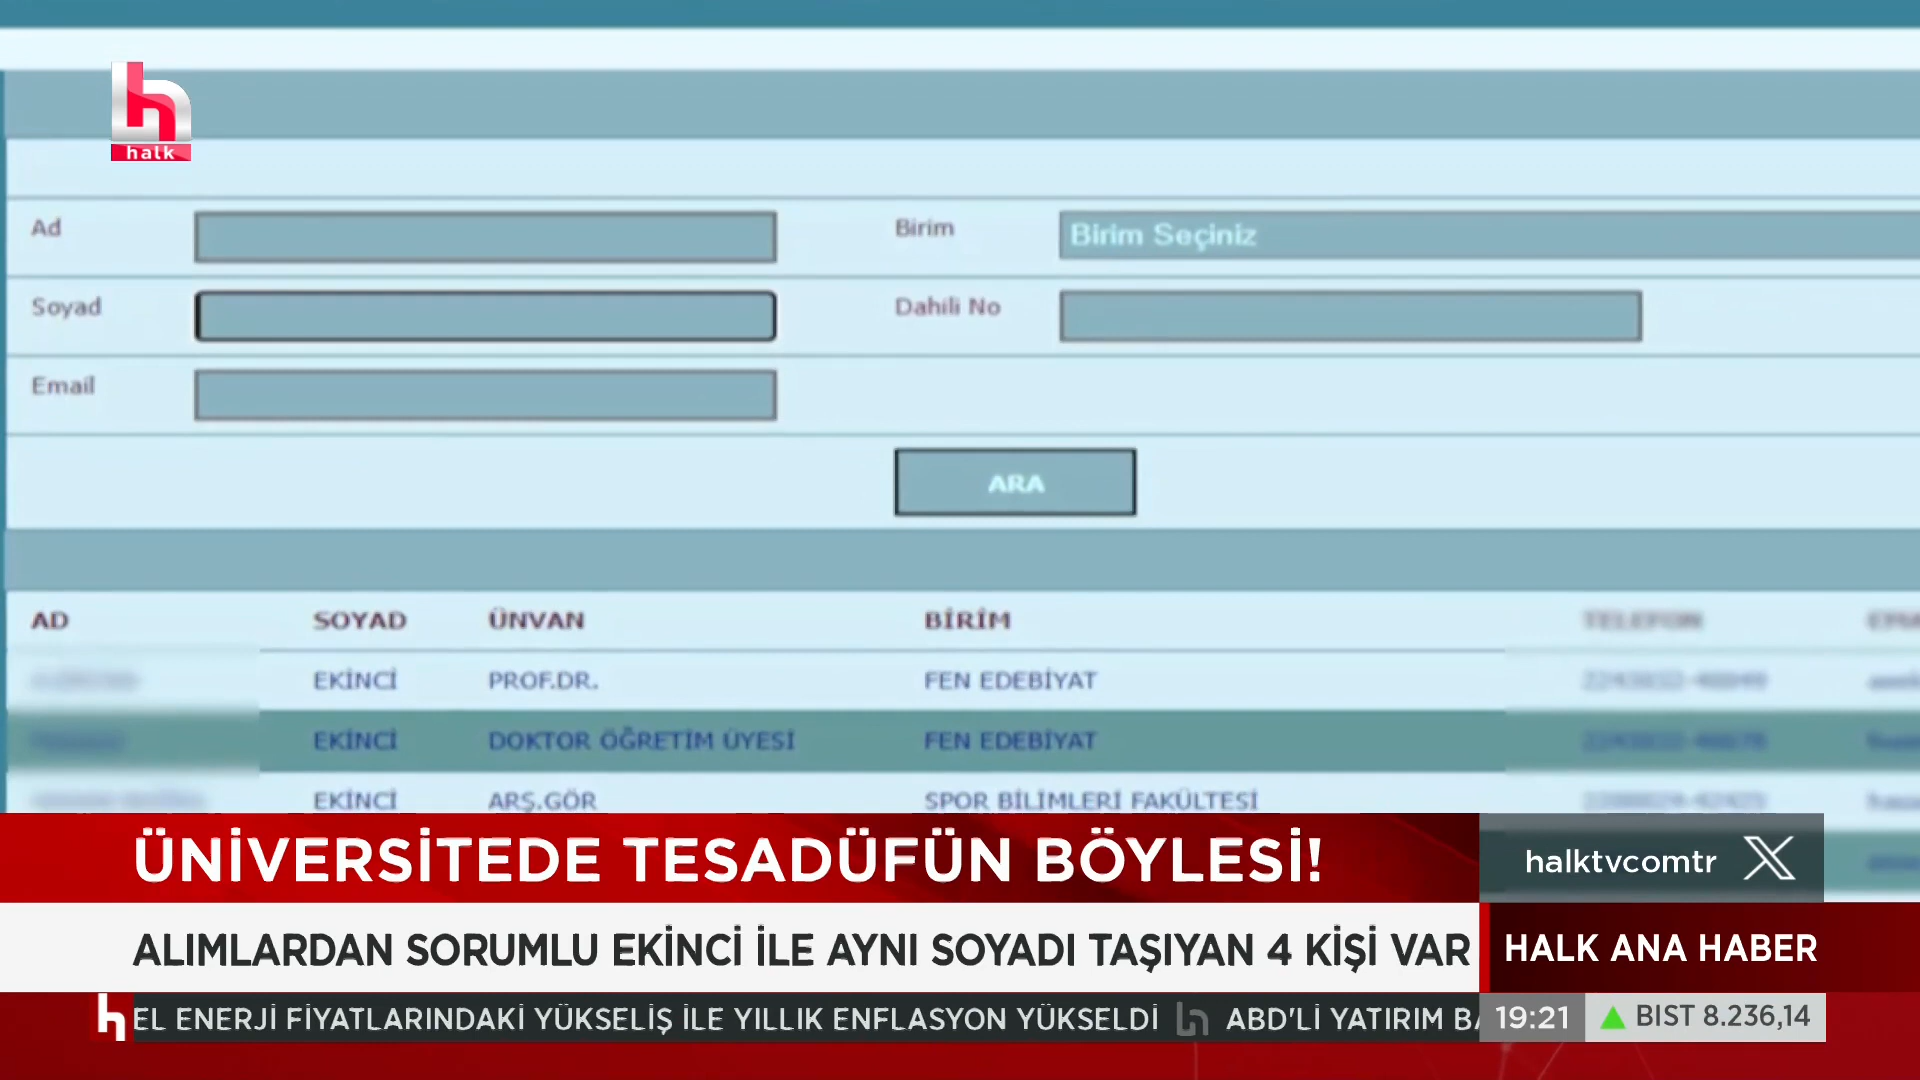 halk
Ad
Birim
Birim Seçiniz
Soyad
Dahili No
Email
ARA
AD SOYAD ÜNVAN BİRİM TELEFON
EKİNCİ PROF.DR. FEN EDEBİYAT
EKİNCİ DOKTOR ÖĞRETİM ÜYESİ FEN EDEBİYAT
EKİNCİ ARŞ.GÖR SPOR BİLİMLERİ FAKÜLTESİ
ÜNİVERSİTEDE TESADÜFÜN BÖYLESİ!
halktvcomtr X
ALIMLARDAN SORUMLU EKİNCİ İLE AYNI SOYADI TAŞIYAN 4 KİŞİ VAR
HALK ANA HABER
EL ENERJİ FİYATLARINDAKİ YÜKSELİŞ İLE YILLIK ENFLASYON YÜKSELDİ ABD'Lİ YATIRIM
19:21
BIST 8.236,14